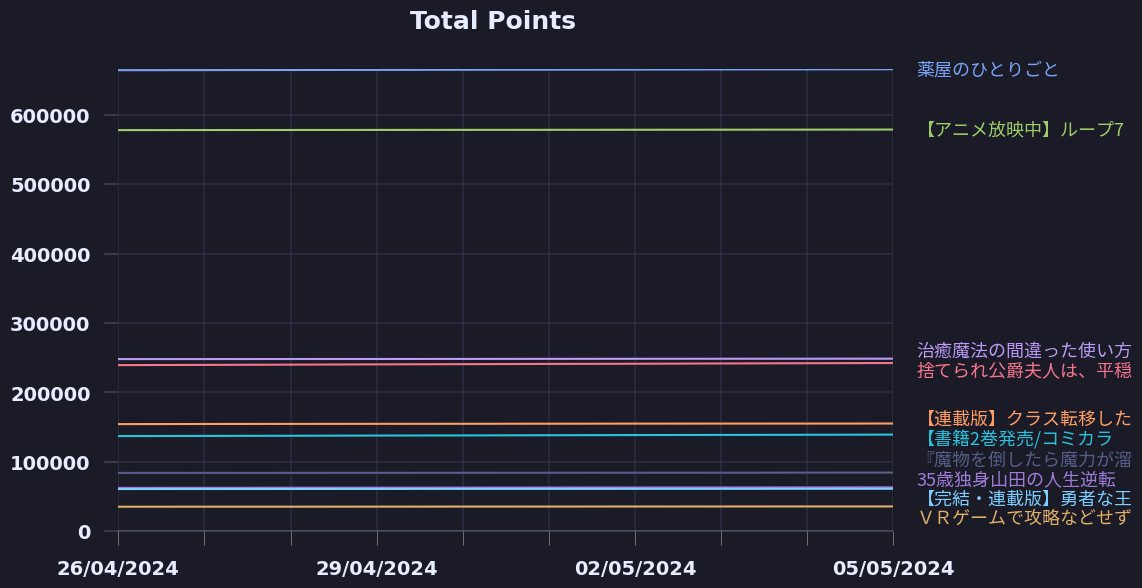 Total Points
薬屋のひとりごと
600000
【アニメ放映中】ループ7
500000
400000
300000
治癒魔法の間違った使い方
捨てられ公爵夫人は、平穏
200000
【連載版】クラス転移した
【書籍2巻発売/コミカラ
100000
『魔物を倒したら魔力が溜
35歳独身山田の人生逆転
【完結・連載版】勇者な王
ＶＲゲームで攻略などせず
0
26/04/2024
29/04/2024
02/05/2024
05/05/2024